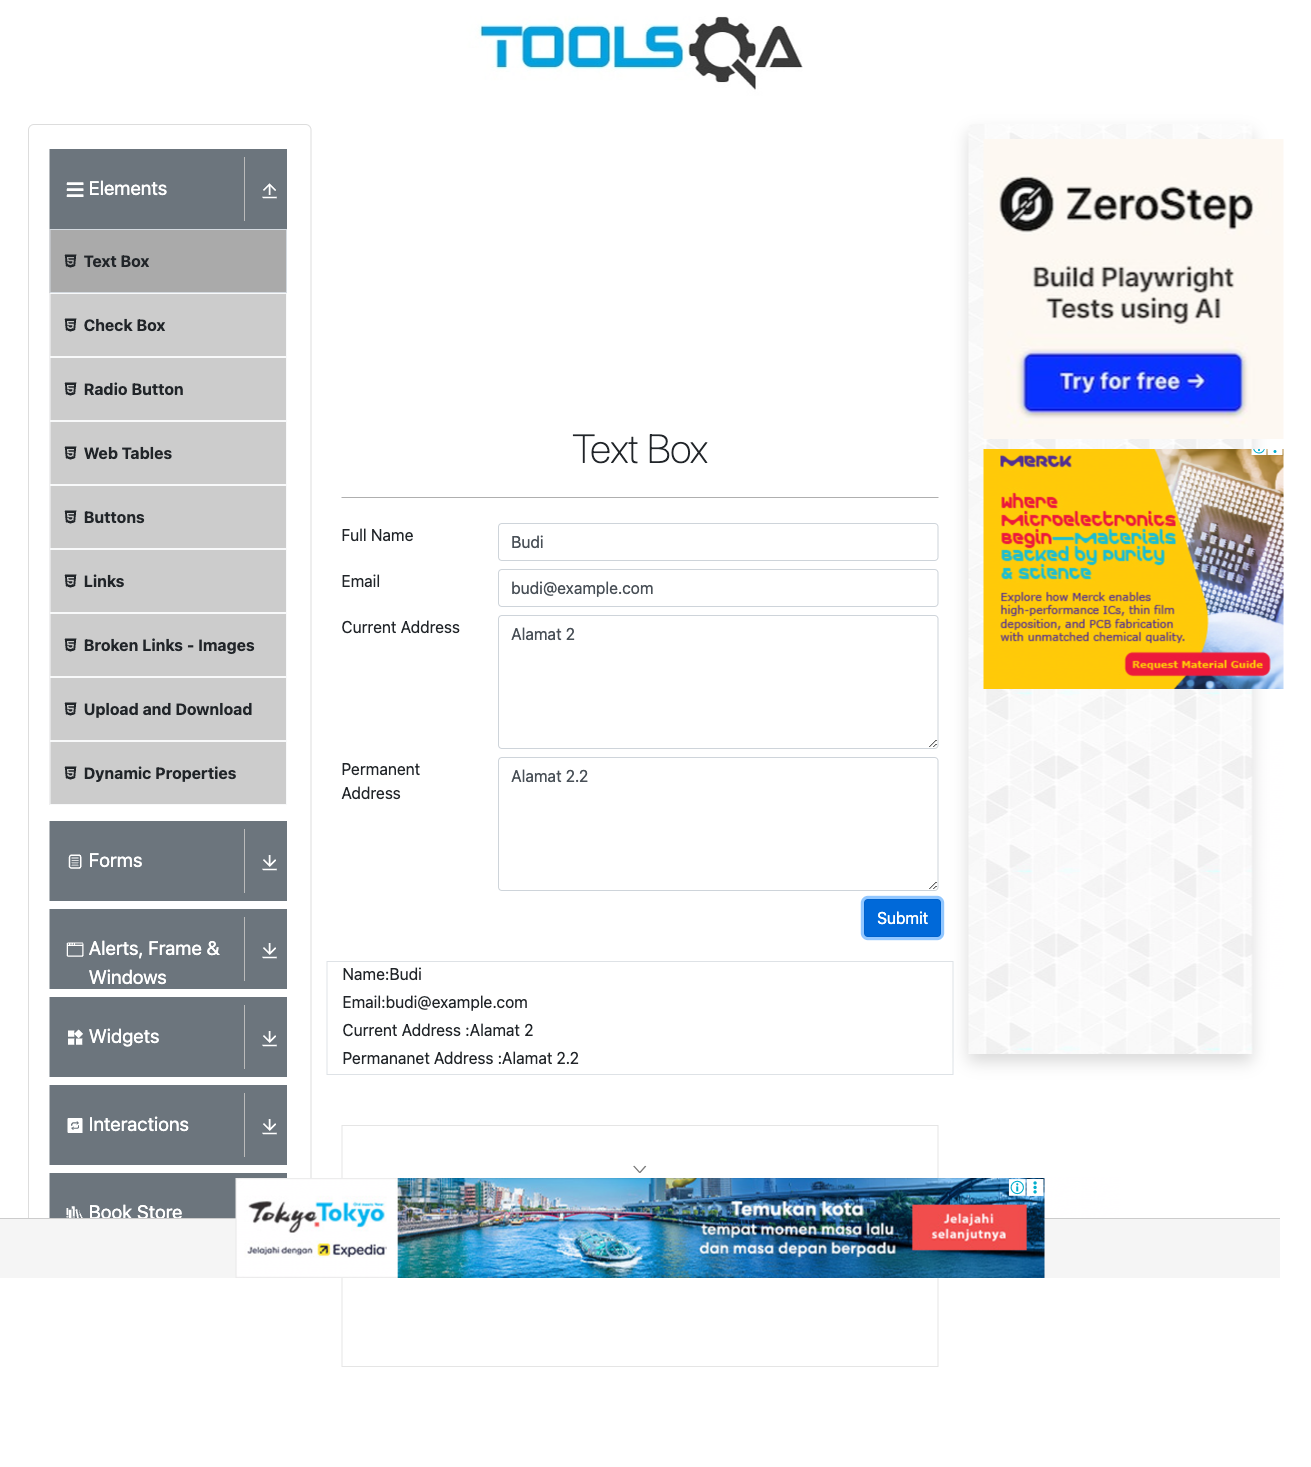 TOOLSQA
Elements
Text Box
Check Box
Radio Button
Web Tables
Buttons
Links
Broken Links - Images
Upload and Download
Dynamic Properties
Forms
Alerts, Frame &
Windows
Widgets
Interactions
Book Store
Text Box
Full Name
Budi
Email
budi@example.com
Current Address
Alamat 2
Permanent
Address
Alamat 2.2
Submit
Name:Budi
Email:budi@example.com
Current Address :Alamat 2
Permananet Address :Alamat 2.2
ZeroStep
Build Playwright
Tests using AI
Try for free →
MERCK
Where
Microelectronics
Begin—Materials
Backed by Purity
& Science
Explore how Merck enables
high-performance ICs, thin film
deposition, and PCB fabrication
with unmatched chemical quality.
Request Material Guide
Tokyo Tokyo
Jelajahi dengan Expedia
Temukan kota
tempat momen masa lalu
dan masa depan berpadu
Jelajahi
selanjutnya